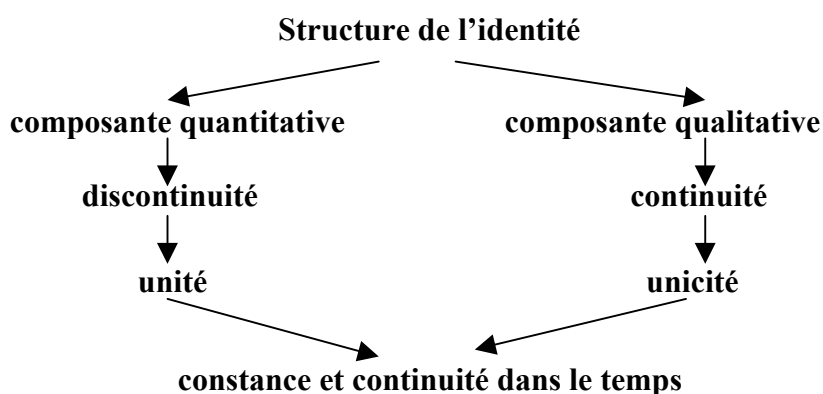 Structure de l’identité
composante quantitative composante qualitative
discontinuité continuité
unité unicité
constance et continuité dans le temps